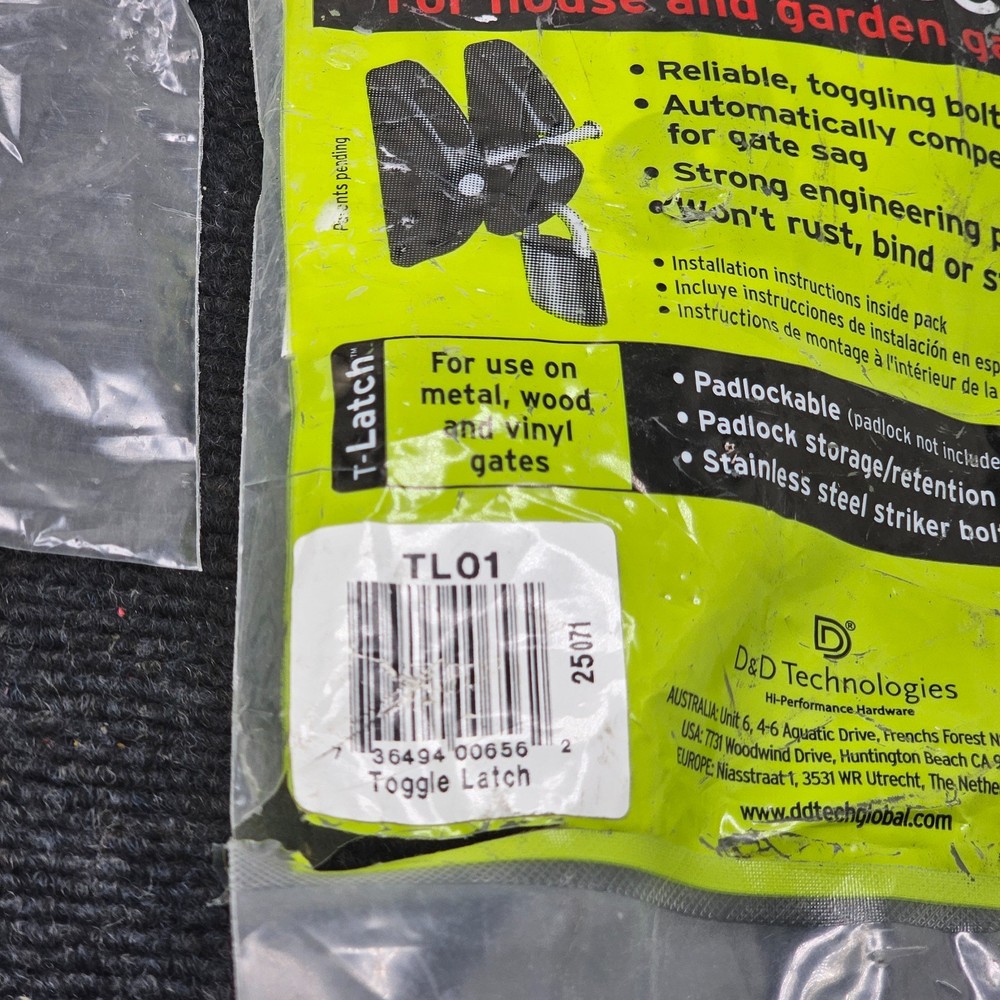 For house and garden
Patents pending
• Reliable, toggling bolt
• Automatically compe
for gate sag
• Strong engineering p
• Won't rust, bind or s
• Installation instructions inside pack
• Incluye instrucciones de instalación en esp
• Instructions de montage à l'intérieur de la
T-Latch™
For use on
metal, wood
and vinyl
gates
• Padlockable (padlock not include
• Padlock storage/retention
• Stainless steel striker bolt
TL01
25071
7 36494 00656 2
Toggle Latch
D®
D&D Technologies
Hi-Performance Hardware
AUSTRALIA: Unit 6, 4-6 Aquatic Drive, Frenchs Forest N
USA: 7731 Woodwind Drive, Huntington Beach CA 9
EUROPE: Niasstraat 1, 3531 WR Utrecht, The Nethe
www.ddtechglobal.com